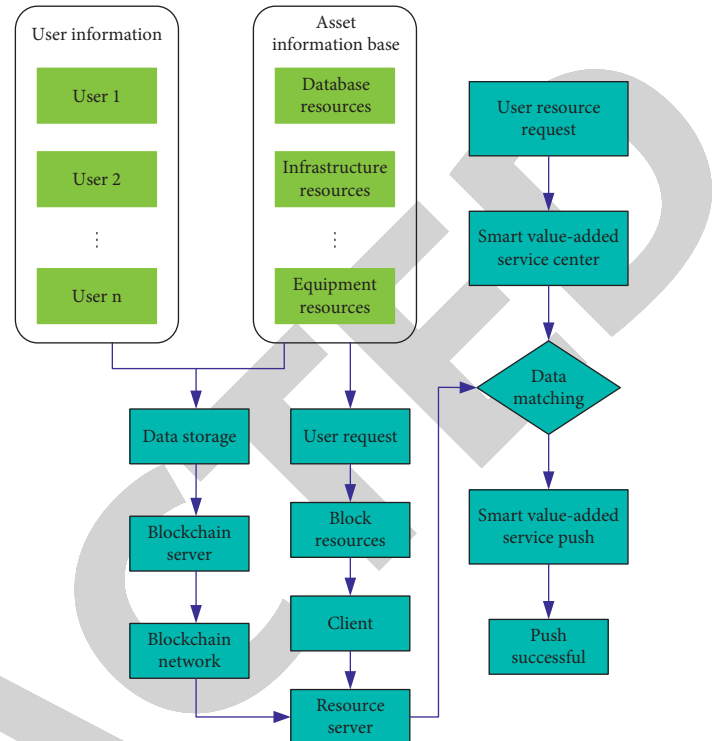 User information
User 1
User 2
⋮
User n
Asset
information base
Database
resources
Infrastructure
resources
⋮
Equipment
resources
User resource
request
Smart value-added
service center
Data
matching
Smart value-added
service push
Push
successful
Data storage
Blockchain
server
Blockchain
network
User request
Block
resources
Client
Resource
server
CTED